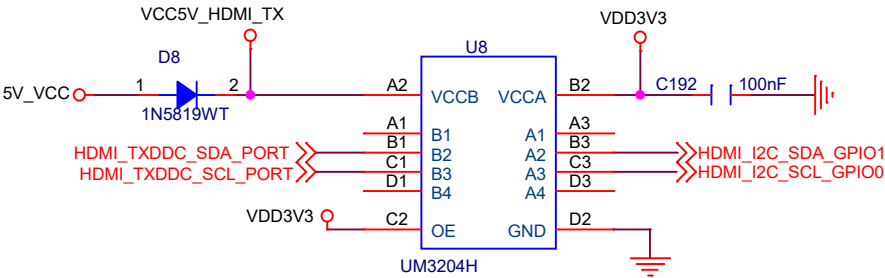 VCC5V_HDMI_TX
VDD3V3
U8
D8
5V_VCC
1
2
1N5819WT
A2
VCCB
VCCA
B2
C192
100nF
A1
B1
A1
A3
HDMI_TXDDC_SDA_PORT
B1
B2
A2
B3
HDMI_I2C_SDA_GPIO1
HDMI_TXDDC_SCL_PORT
C1
B3
A3
C3
HDMI_I2C_SCL_GPIO0
D1
B4
A4
D3
VDD3V3
C2
OE
GND
D2
UM3204H